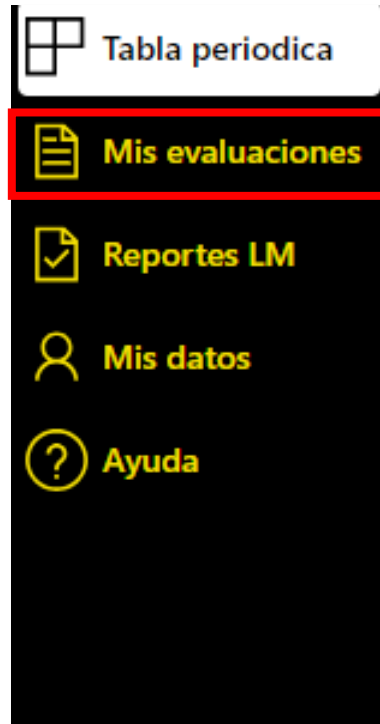 Tabla periodica
Mis evaluaciones
Reportes LM
Mis datos
Ayuda